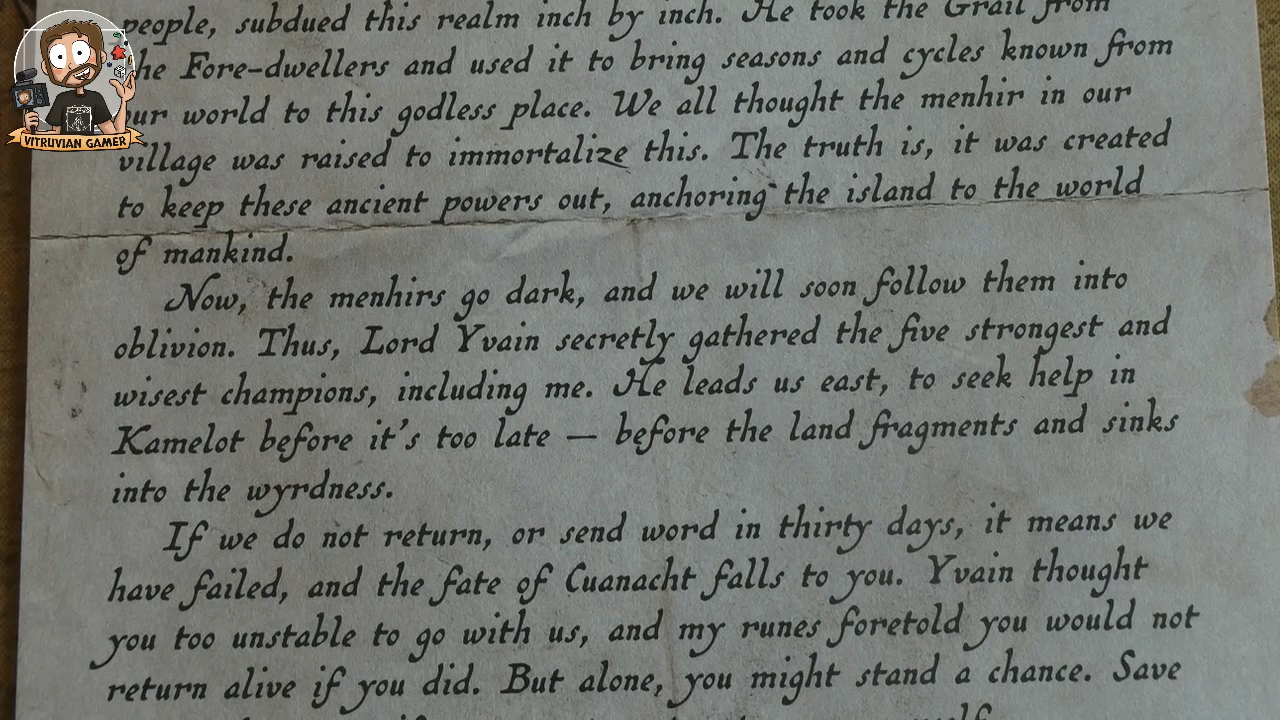 people, subdued this realm inch by inch. He took the Grail from
the Fore-dwellers and used it to bring seasons and cycles known from
our world to this godless place. We all thought the menhir in our
village was raised to immortalize this. The truth is, it was created
to keep these ancient powers out, anchoring the island to the world
of mankind.
Now, the menhirs go dark, and we will soon follow them into
oblivion. Thus, Lord Yvain secretly gathered the five strongest and
wisest champions, including me. He leads us east, to seek help in
Kamelot before it's too late — before the land fragments and sinks
into the wyrdness.
If we do not return, or send word in thirty days, it means we
have failed, and the fate of Cuanacht falls to you. Yvain thought
you too unstable to go with us, and my runes foretold you would not
return alive if you did. But alone, you might stand a chance. Save
VITRUVIAN GAMER